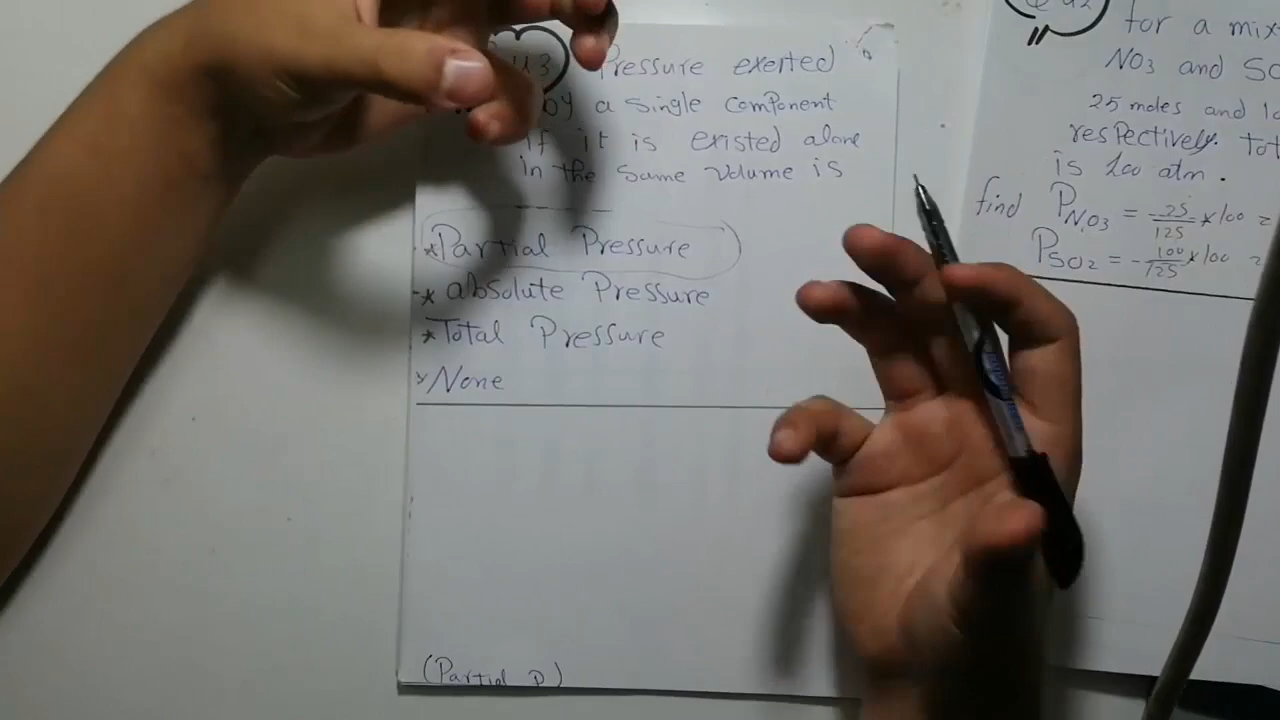 Pressure exerted
by a single component
if it is existed alone
in the same volume is
*Partial Pressure
* absolute Pressure
*Total Pressure
*None
(Partial P)
for a mix
NO3 and SO
25 moles and 10
respectively. tot
is 100 atm.
find P NO3 = 25/125 * 100 =
P SO2 = 100/125 * 100 =